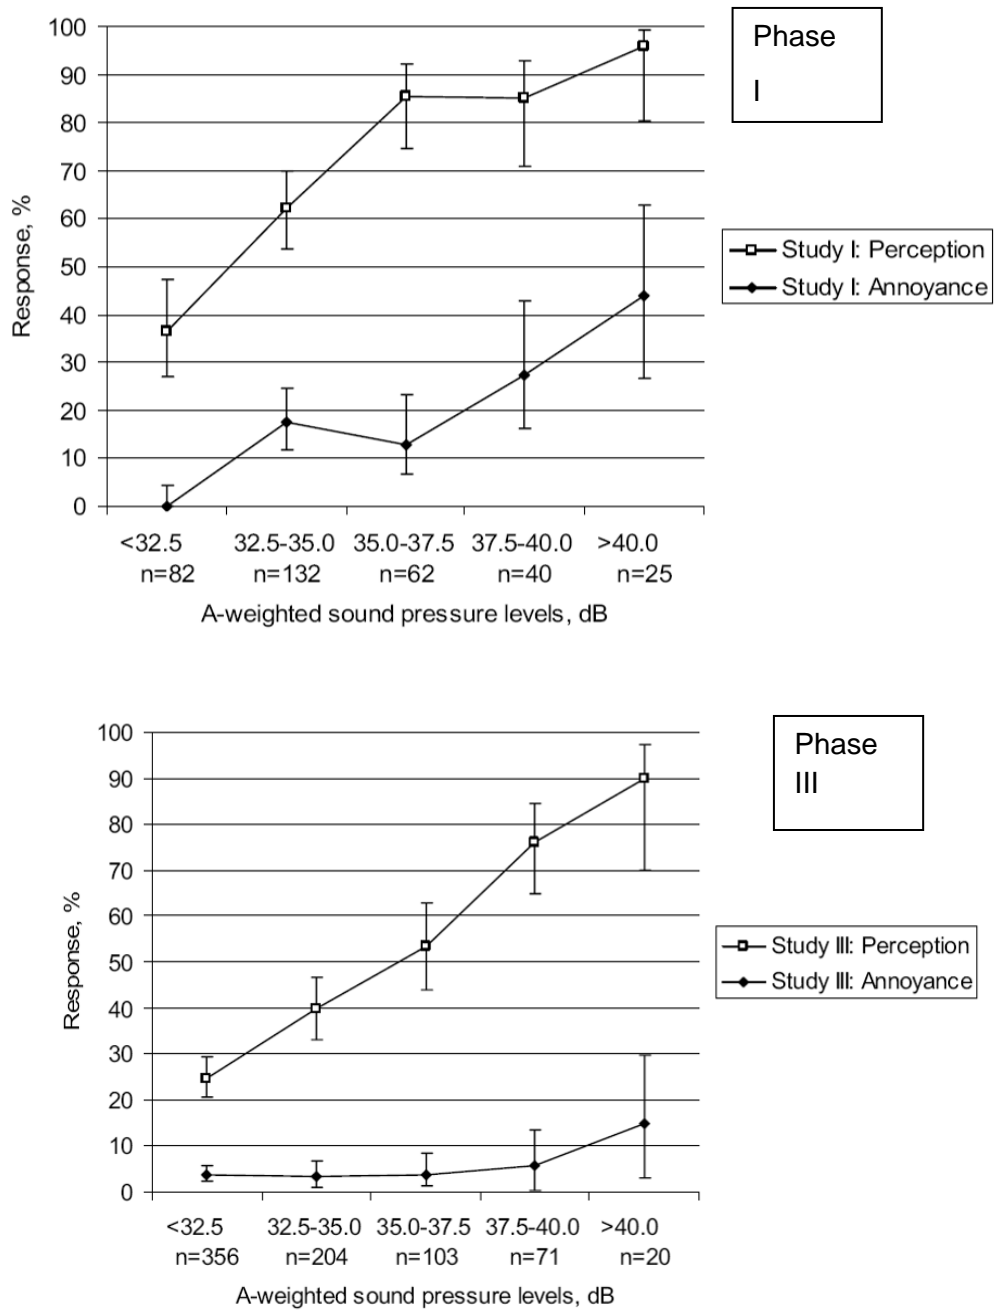 Phase
I
100
90
80
70
60
50
40
30
20
10
0
Response, %
Study I: Perception
Study I: Annoyance
<32.5 32.5-35.0 35.0-37.5 37.5-40.0 >40.0
n=82 n=132 n=62 n=40 n=25
A-weighted sound pressure levels, dB
Phase
III
100
90
80
70
60
50
40
30
20
10
0
Response, %
Study III: Perception
Study III: Annoyance
<32.5 32.5-35.0 35.0-37.5 37.5-40.0 >40.0
n=356 n=204 n=103 n=71 n=20
A-weighted sound pressure levels, dB